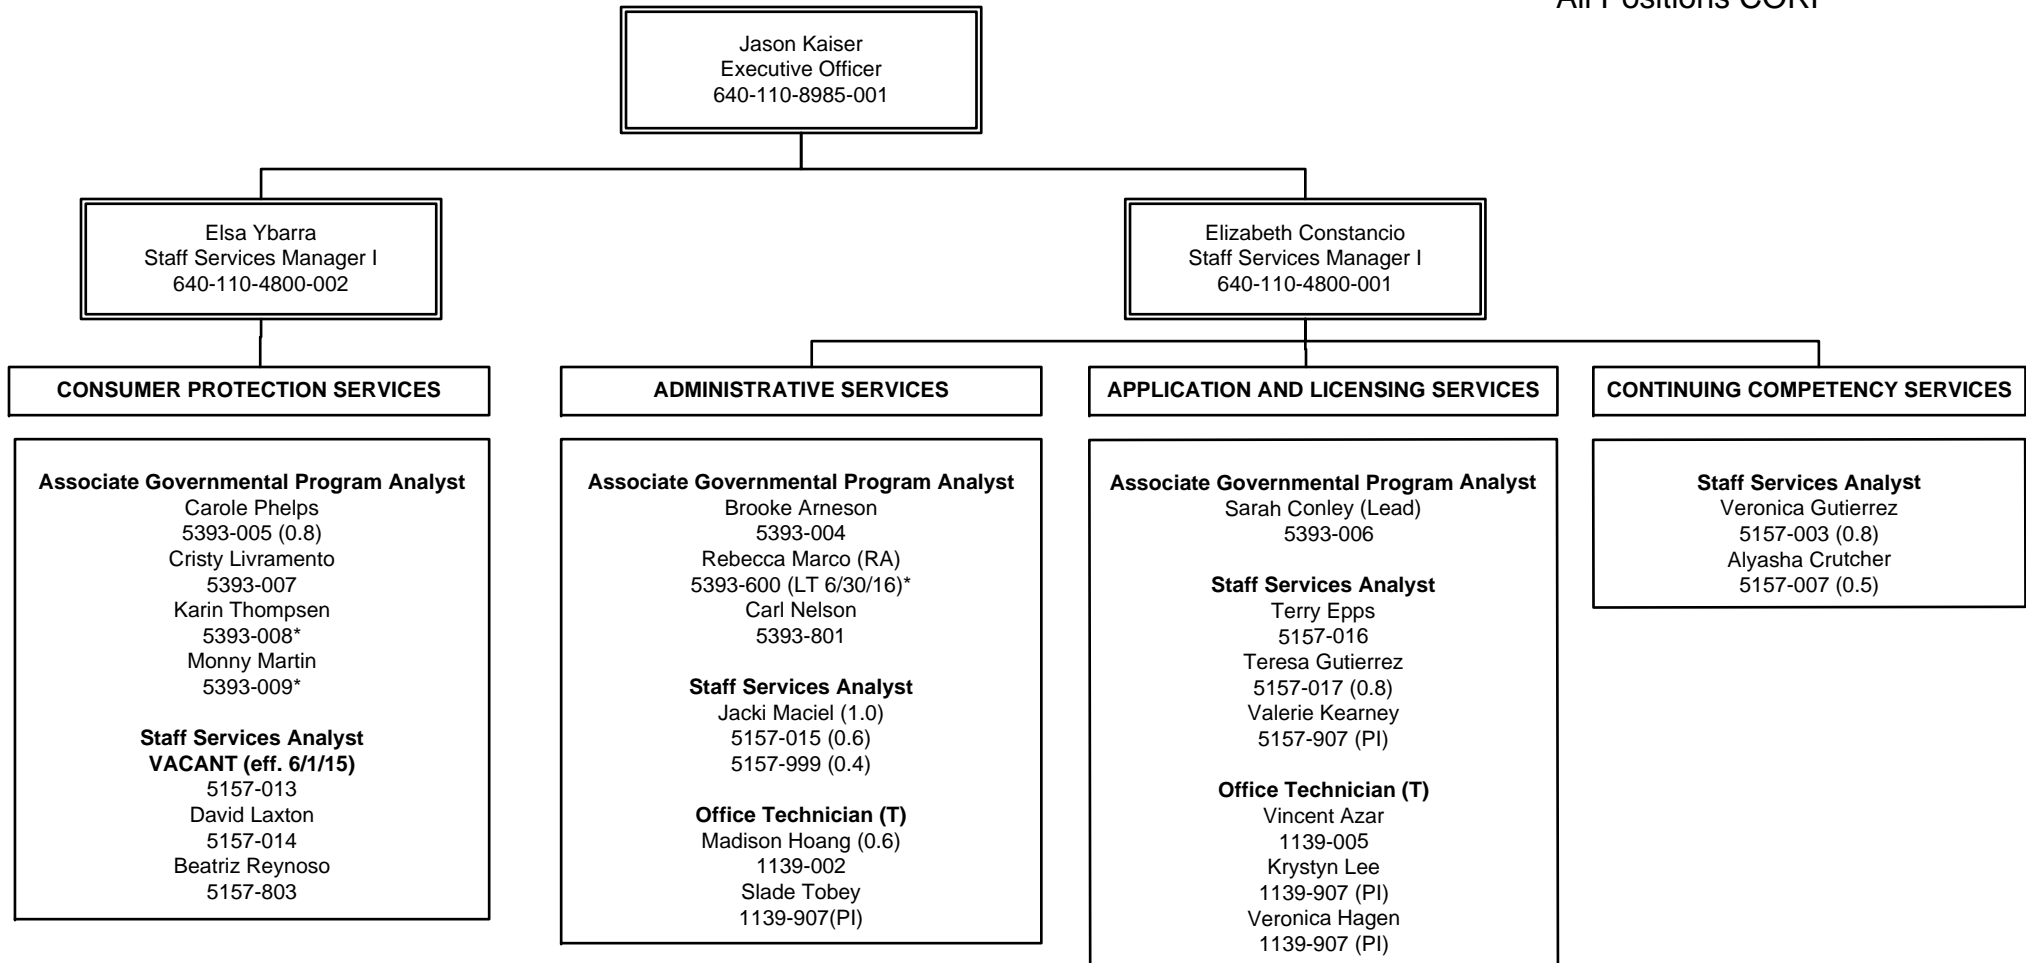 All Positions CORI
Jason Kaiser
Executive Officer
640-110-8985-001
Elsa Ybarra
Staff Services Manager I
640-110-4800-002
Elizabeth Constancio
Staff Services Manager I
640-110-4800-001
CONSUMER PROTECTION SERVICES
Associate Governmental Program Analyst
Carole Phelps
5393-005 (0.8)
Cristy Livramento
5393-007
Karin Thompsen
5393-008*
Monny Martin
5393-009*
Staff Services Analyst
VACANT (eff. 6/1/15)
5157-013
David Laxton
5157-014
Beatriz Reynoso
5157-803
ADMINISTRATIVE SERVICES
Associate Governmental Program Analyst
Brooke Arneson
5393-004
Rebecca Marco (RA)
5393-600 (LT 6/30/16)*
Carl Nelson
5393-801
Staff Services Analyst
Jacki Maciel (1.0)
5157-015 (0.6)
5157-999 (0.4)
Office Technician (T)
Madison Hoang (0.6)
1139-002
Slade Tobey
1139-907(PI)
APPLICATION AND LICENSING SERVICES
Associate Governmental Program Analyst
Sarah Conley (Lead)
5393-006
Staff Services Analyst
Terry Epps
5157-016
Teresa Gutierrez
5157-017 (0.8)
Valerie Kearney
5157-907 (PI)
Office Technician (T)
Vincent Azar
1139-005
Krystyn Lee
1139-907 (PI)
Veronica Hagen
1139-907 (PI)
CONTINUING COMPETENCY SERVICES
Staff Services Analyst
Veronica Gutierrez
5157-003 (0.8)
Alyasha Crutcher
5157-007 (0.5)